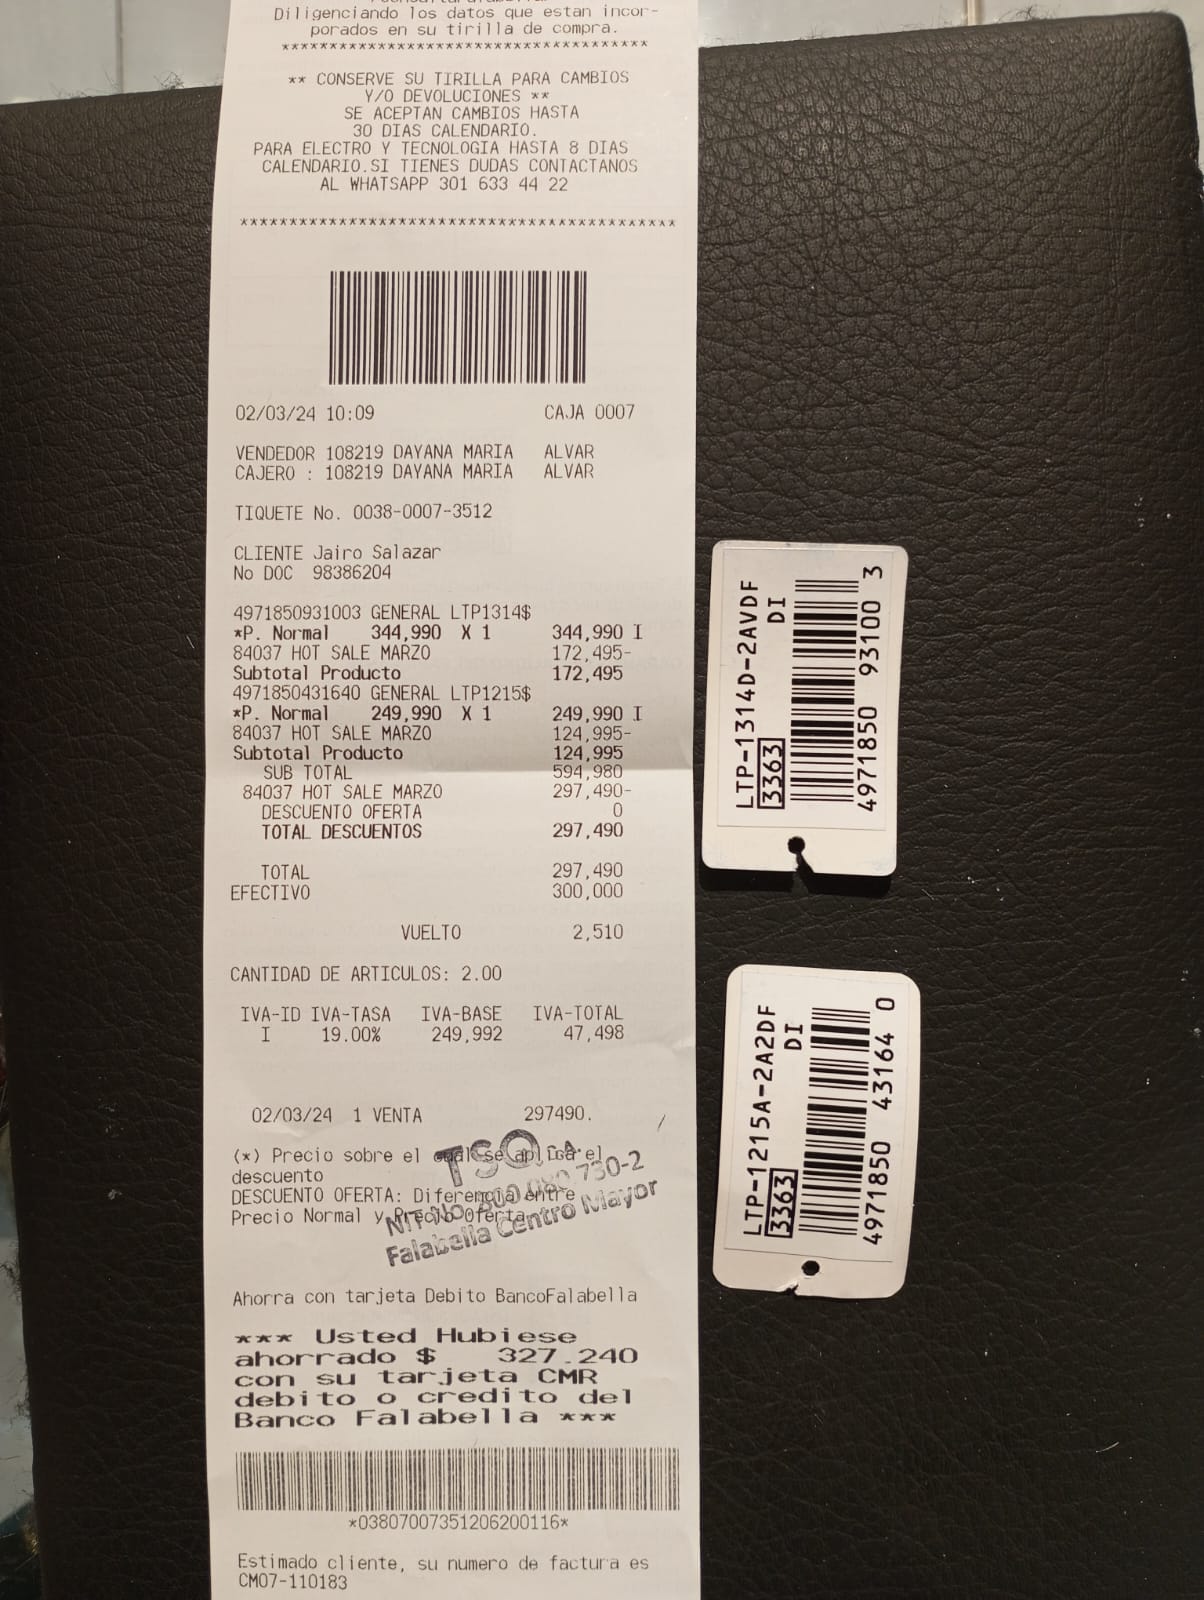 Diligenciando los datos que estan incor-
porados en su tirilla de compra.
*************************************
** CONSERVE SU TIRILLA PARA CAMBIOS
Y/O DEVOLUCIONES **
SE ACEPTAN CAMBIOS HASTA
30 DIAS CALENDARIO.
PARA ELECTRO Y TECNOLOGIA HASTA 8 DIAS
CALENDARIO.SI TIENES DUDAS CONTACTANOS
AL WHATSAPP 301 633 44 22
********************************************
02/03/24 10:09 CAJA 0007
VENDEDOR 108219 DAYANA MARIA ALVAR
CAJERO : 108219 DAYANA MARIA ALVAR
TIQUETE No. 0038-0007-3512
CLIENTE Jairo Salazar
No DOC 98386204
4971850931003 GENERAL LTP1314$
*P. Normal 344,990 X 1 344,990 I
84037 HOT SALE MARZO 172,495-
Subtotal Producto 172,495
4971850431640 GENERAL LTP1215$
*P. Normal 249,990 X 1 249,990 I
84037 HOT SALE MARZO 124,995-
Subtotal Producto 124,995
SUB TOTAL 594,980
84037 HOT SALE MARZO 297,490-
DESCUENTO OFERTA 0
TOTAL DESCUENTOS 297,490
TOTAL 297,490
EFECTIVO 300,000
VUELTO 2,510
CANTIDAD DE ARTICULOS: 2.00
IVA-ID IVA-TASA IVA-BASE IVA-TOTAL
I 19.00% 249,992 47,498
02/03/24 1 VENTA 297490.
(*) Precio sobre el cual se aplica el
descuento
DESCUENTO OFERTA: Diferencia entre
Precio Normal y Precio Oferta
TSO
NIT No. 800.080.730-2
Falabella Centro Mayor
Ahorra con tarjeta Debito BancoFalabella
*** Usted Hubiese
ahorrado $ 327.240
con su tarjeta CMR
debito o credito del
Banco Falabella ***
*03807007351206200116*
Estimado cliente, su numero de factura es
CM07-110183
LTP-1314D-2AVDF
DI
3363
4971850 93100 3
LTP-1215A-2A2DF
DI
3363
4971850 43164 0